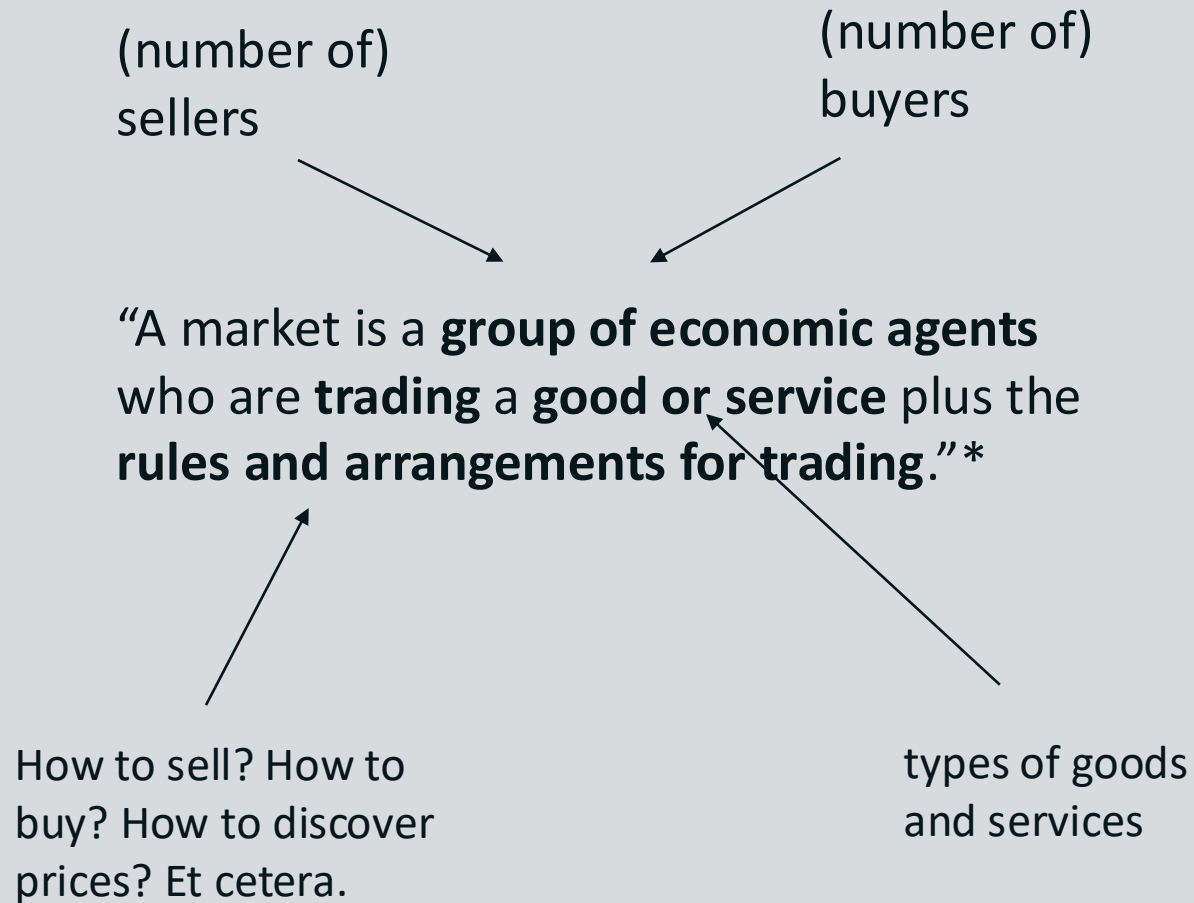 (number of)
sellers
(number of)
buyers
“A market is a group of economic agents
who are trading a good or service plus the
rules and arrangements for trading.”*
How to sell? How to
buy? How to discover
prices? Et cetera.
types of goods
and services